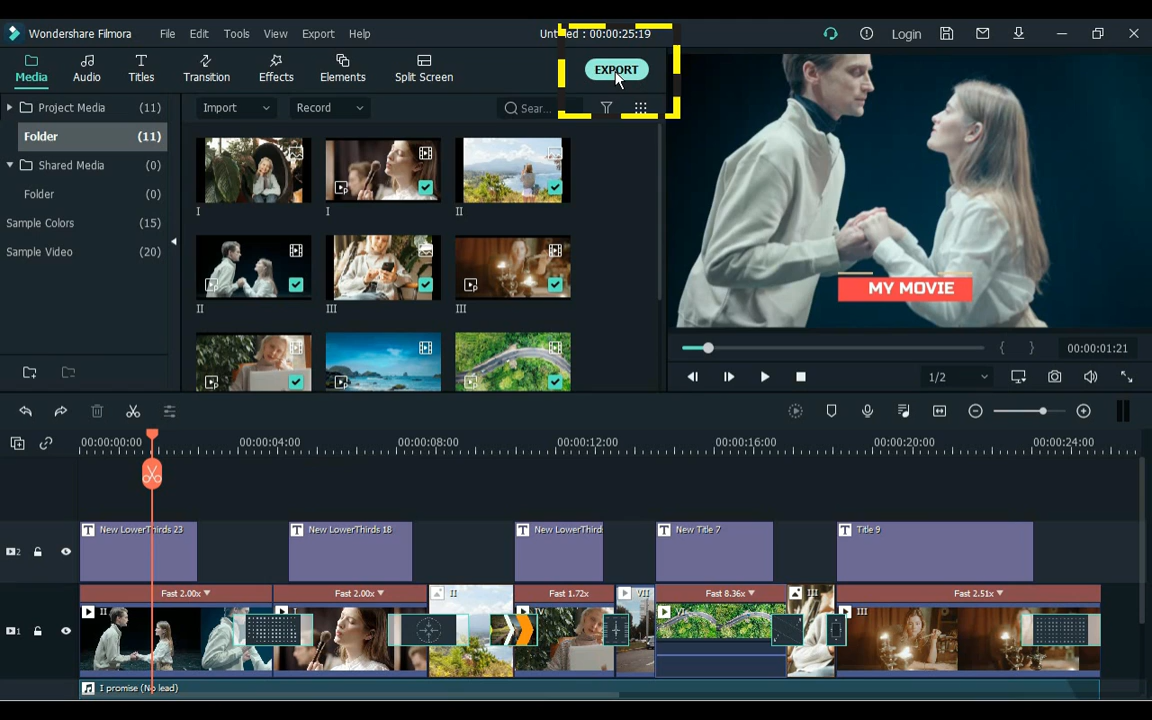 Wondershare Filmora File Edit Tools View Export Help Untitled : 00:00:25:19 Login
Media Audio Titles Transition Effects Elements Split Screen EXPORT
Project Media (11) Import Record Sear...
Folder (11)
Shared Media (0)
Folder (0)
Sample Colors (15)
Sample Video (20)
I I II
II III III
MY MOVIE
00:00:01:21
1/2
00:00:00:00 00:00:04:00 00:00:08:00 00:00:12:00 00:00:16:00 00:00:20:00 00:00:24:00
New LowerThirds 23 New LowerThirds 18 New LowerThird New Title 7 Title 9
2
Fast 2.00x Fast 2.00x II Fast 1.72x VII Fast 8.36x III Fast 2.51x
II I IV VI III
1
I promise (No lead)